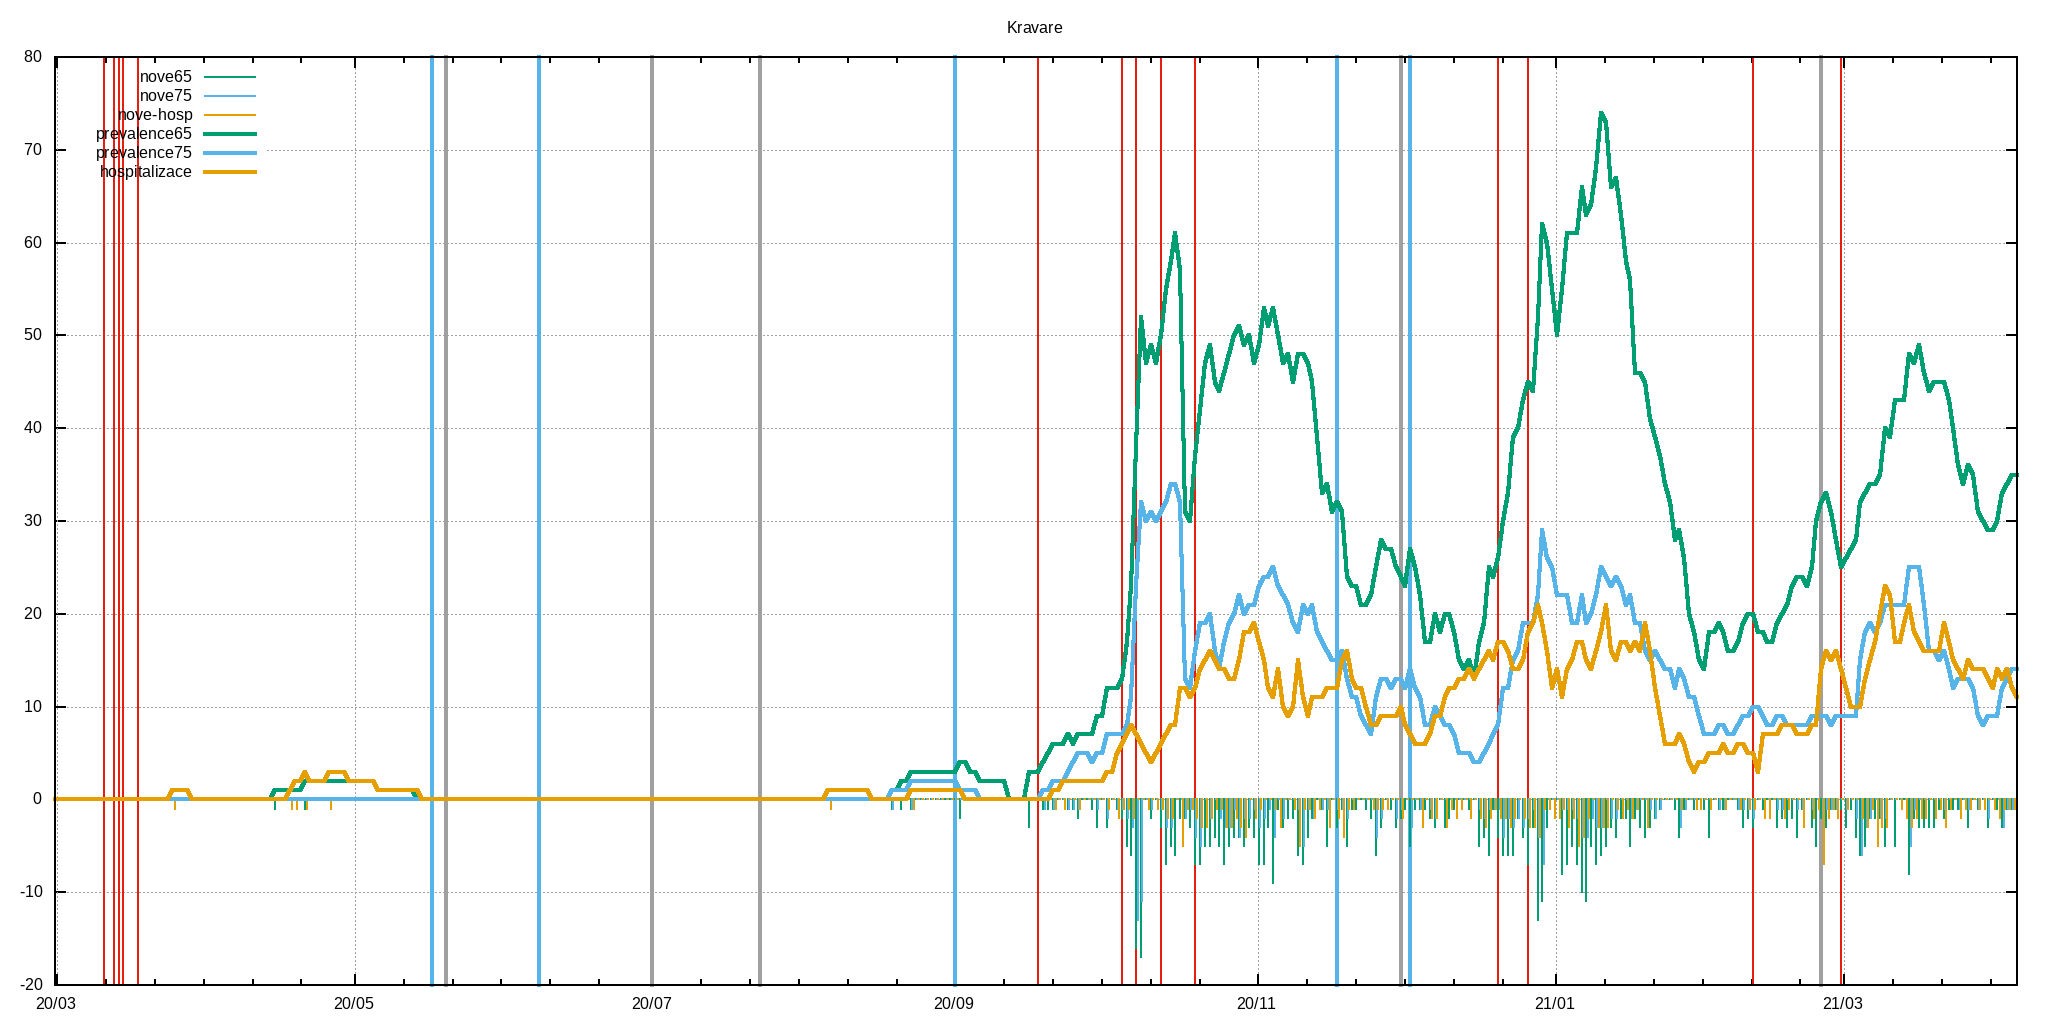 Kravare
80
70
60
50
40
30
20
10
0
-10
-20
nove65
nove75
nove-hosp
prevalence65
prevalence75
hospitalizace
20/03 20/05 20/07 20/09 20/11 21/01 21/03